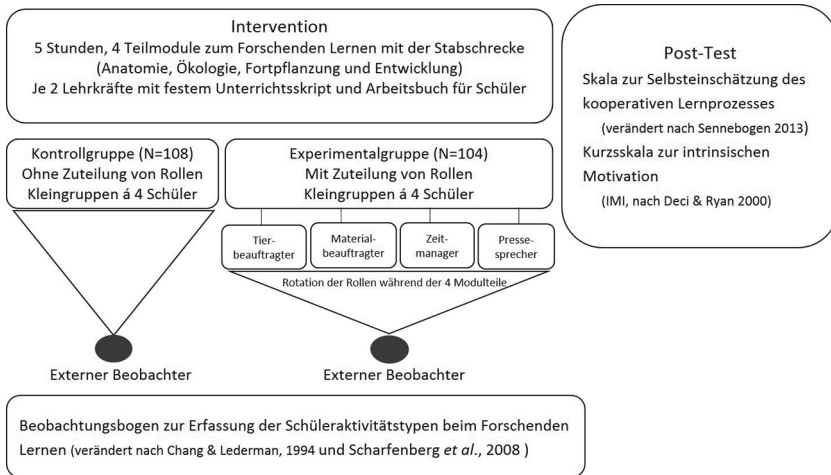 Intervention
5 Stunden, 4 Teilmodule zum Forschenden Lernen mit der Stabschrecke
(Anatomie, Ökologie, Fortpflanzung und Entwicklung)
Je 2 Lehrkräfte mit festem Unterrichtsskript und Arbeitsbuch für Schüler
Post-Test
Skala zur Selbsteinschätzung des
kooperativen Lernprozesses
(verändert nach Sennebogen 2013)
Kurzsskala zur intrinsischen
Motivation
(IMI, nach Deci & Ryan 2000)
Kontrollgruppe (N=108)
Ohne Zuteilung von Rollen
Kleingruppen á 4 Schüler
Experimentalgruppe (N=104)
Mit Zuteilung von Rollen
Kleingruppen á 4 Schüler
Tier-
beauftragter
Material-
beauftragter
Zeit-
manager
Presse-
sprecher
Rotation der Rollen während der 4 Modulteile
Externer Beobachter
Externer Beobachter
Beobachtungsbogen zur Erfassung der Schüleraktivitätstypen beim Forschenden
Lernen (verändert nach Chang & Lederman, 1994 und Scharfenberg et al., 2008 )